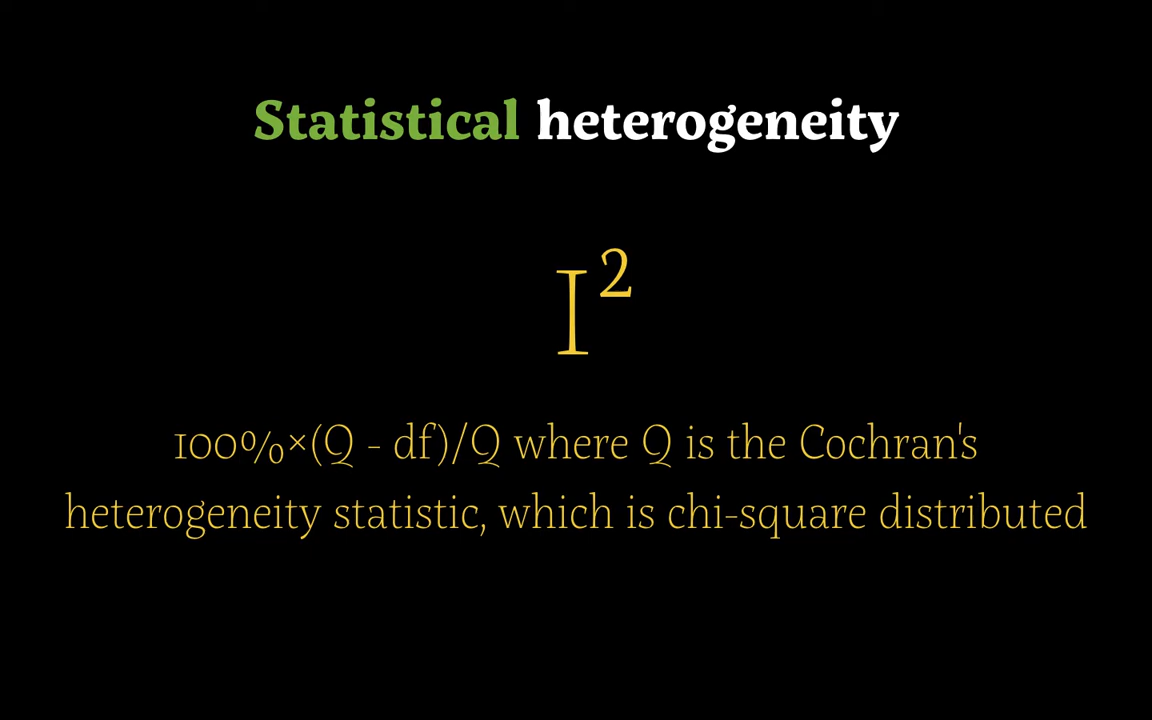 Statistical heterogeneity
I²
100%×(Q - df)/Q where Q is the Cochran's
heterogeneity statistic, which is chi-square distributed